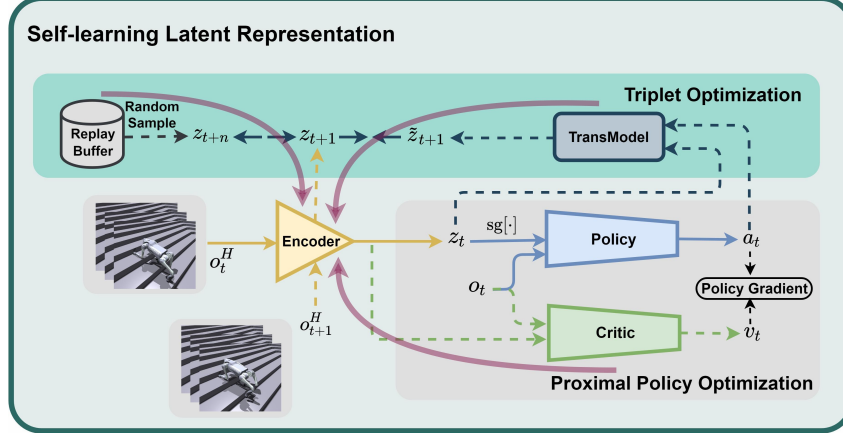 Self-learning Latent Representation
Triplet Optimization
Replay
Buffer
Random
Sample
z_{t+n}
z_{t+1}
z̃_{t+1}
TransModel
o_t^H
Encoder
z_t
sg[·]
Policy
a_t
o_t
Policy Gradient
o_{t+1}^H
Critic
v_t
Proximal Policy Optimization